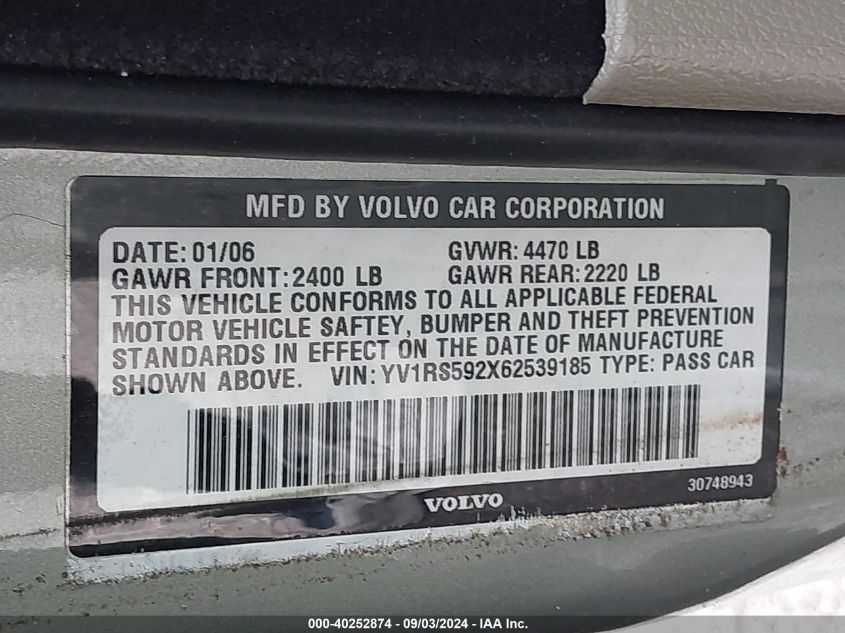 MFD BY VOLVO CAR CORPORATION
DATE: 01/06 GVWR: 4470 LB
GAWR FRONT: 2400 LB GAWR REAR: 2220 LB
THIS VEHICLE CONFORMS TO ALL APPLICABLE FEDERAL
MOTOR VEHICLE SAFTEY, BUMPER AND THEFT PREVENTION
STANDARDS IN EFFECT ON THE DATE OF MANUFACTURE
SHOWN ABOVE. VIN: YV1RS592X62539185 TYPE: PASS CAR
VOLVO
30748943
000-40252874 - 09/03/2024 - IAA Inc.